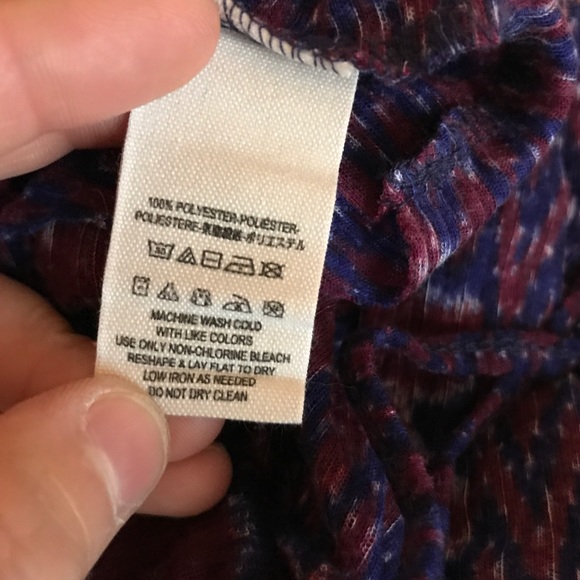 100% POLYESTER-POLIÉSTER-
POLIESTERE-聚酯纖維-ポリエステル
MACHINE WASH COLD
WITH LIKE COLORS
USE ONLY NON-CHLORINE BLEACH
RESHAPE & LAY FLAT TO DRY
LOW IRON AS NEEDED
DO NOT DRY CLEAN